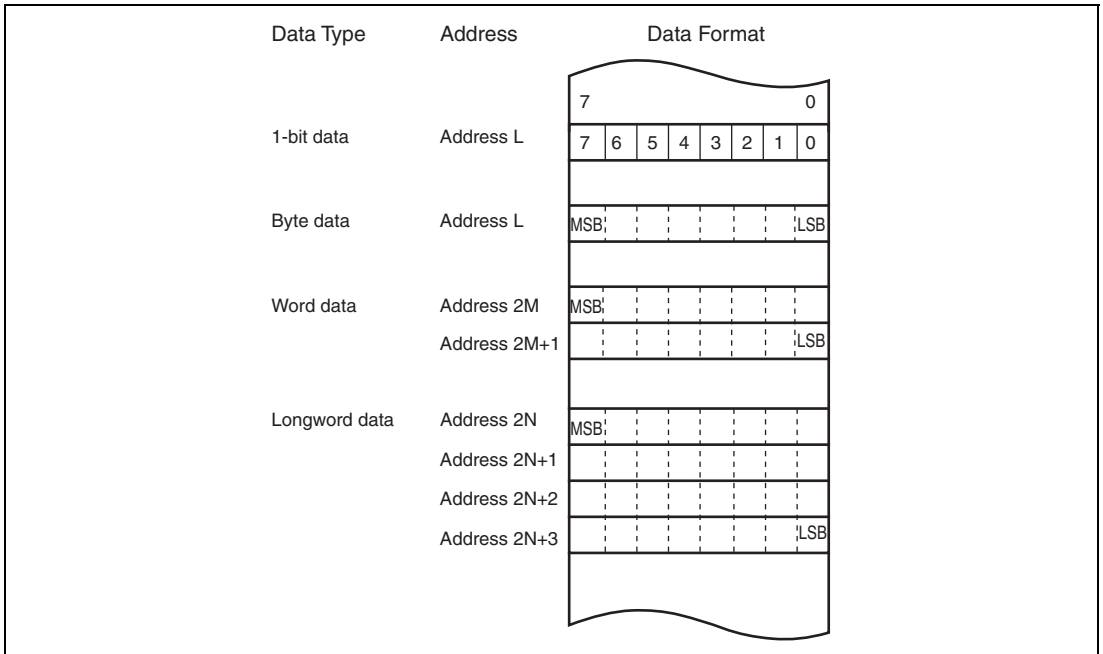 Data Type Address Data Format
7 0
1-bit data Address L 7 6 5 4 3 2 1 0
Byte data Address L MSB LSB
Word data Address 2M MSB
Address 2M+1 LSB
Longword data Address 2N MSB
Address 2N+1
Address 2N+2
Address 2N+3 LSB